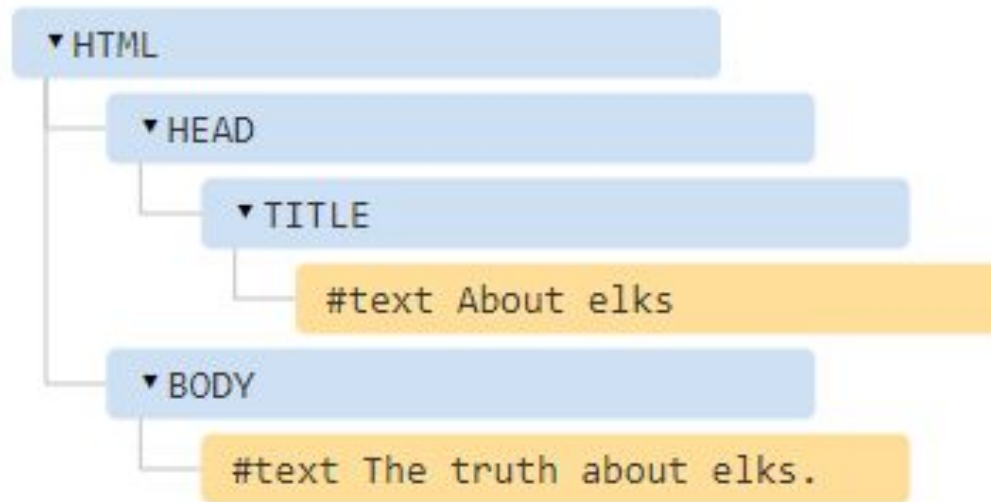 ▾ HTML
▾ HEAD
▾ TITLE
#text About elks
▾ BODY
#text The truth about elks.